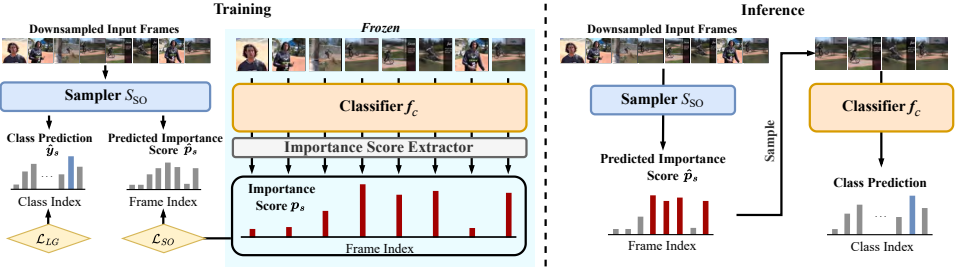 Training
Downsampled Input Frames
Sampler S_SO
Class Prediction
ŷ_s
Predicted Importance
Score p̂_s
...
Class Index
Frame Index
ℒ_LG
ℒ_SO
Frozen
Classifier f_c
Importance Score Extractor
Importance
Score p_s
Frame Index
Inference
Downsampled Input Frames
Sampler S_SO
Predicted Importance
Score p̂_s
Frame Index
Sample
Classifier f_c
Class Prediction
...
Class Index